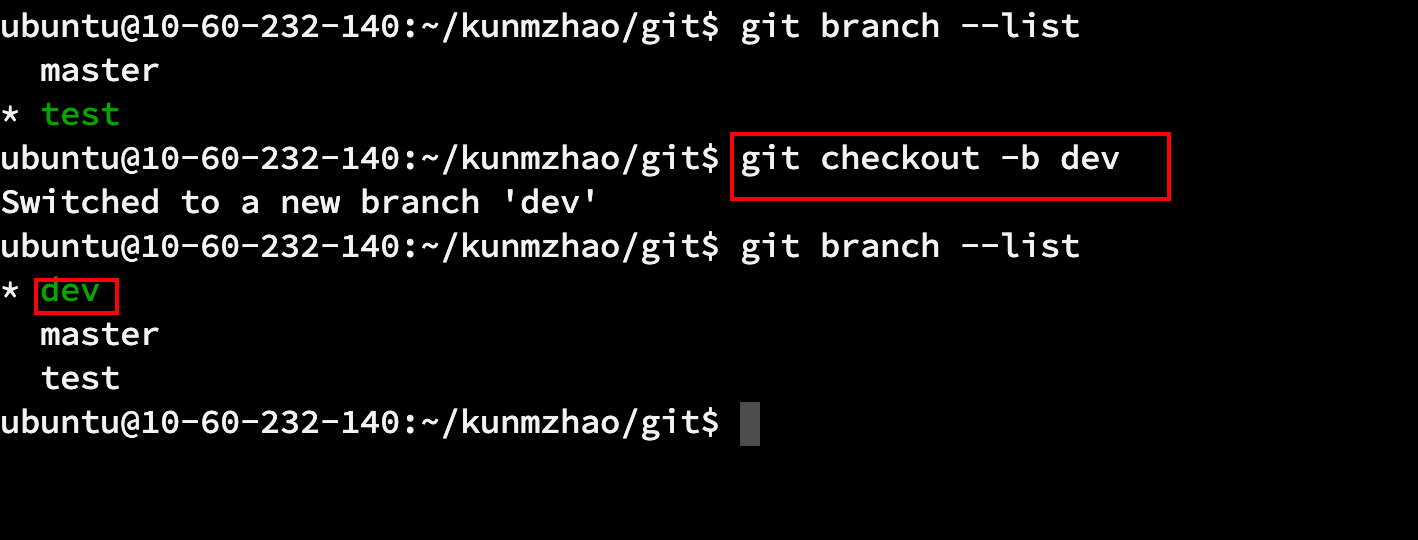 ubuntu@10-60-232-140:~/kunmzhao/git$ git branch --list
  master
* test
ubuntu@10-60-232-140:~/kunmzhao/git$ git checkout -b dev
Switched to a new branch 'dev'
ubuntu@10-60-232-140:~/kunmzhao/git$ git branch --list
* dev
  master
  test
ubuntu@10-60-232-140:~/kunmzhao/git$